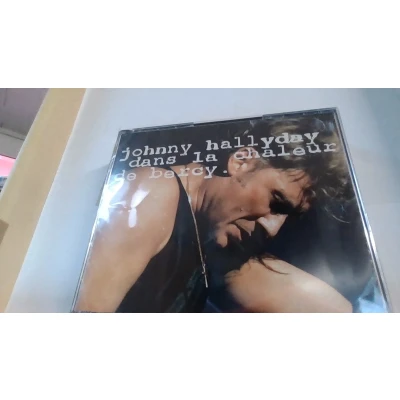 johnny hallyday
dans la chaleur
de bercy.